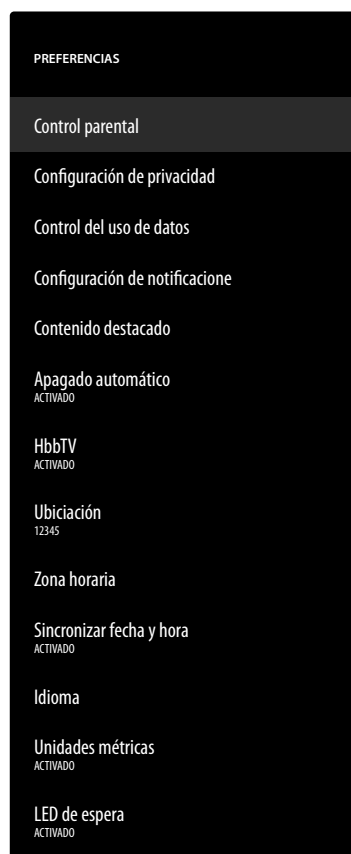 PREFERENCIAS
Control parental
Configuración de privacidad
Control del uso de datos
Configuración de notificacione
Contenido destacado
Apagado automático
ACTIVADO
HbbTV
ACTIVADO
Ubiciación
12345
Zona horaria
Sincronizar fecha y hora
ACTIVADO
Idioma
Unidades métricas
ACTIVADO
LED de espera
ACTIVADO